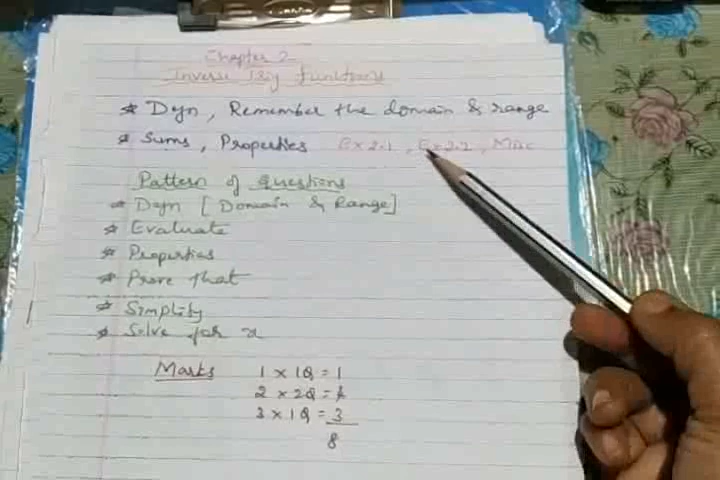 Chapter 2
Inverse Trig Functions
* Defn, Remember the domain & range
* Sums, Properties Ex 2.1, Ex 2.2, Misc
Pattern of Questions
* Defn [Domain & Range]
* Evaluate
* Properties
* Prove that
* Simplify
* Solve for x
Marks 1 × 1Q = 1
2 × 2Q = 4
3 × 1Q = 3
8